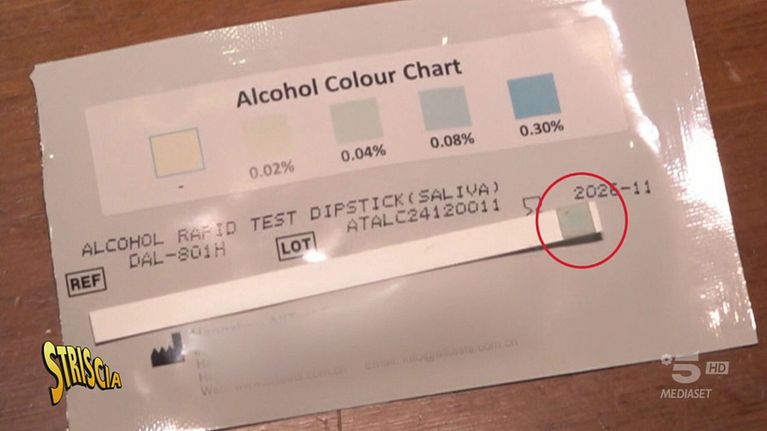 Alcohol Colour Chart
- 0.02% 0.04% 0.08% 0.30%
ALCOHOL RAPID TEST DIPSTICK(SALIVA) 2026-11
REF DAL-801H LOT ATALC24120011
Email:
STRISCIA
5 HD
MEDIASET